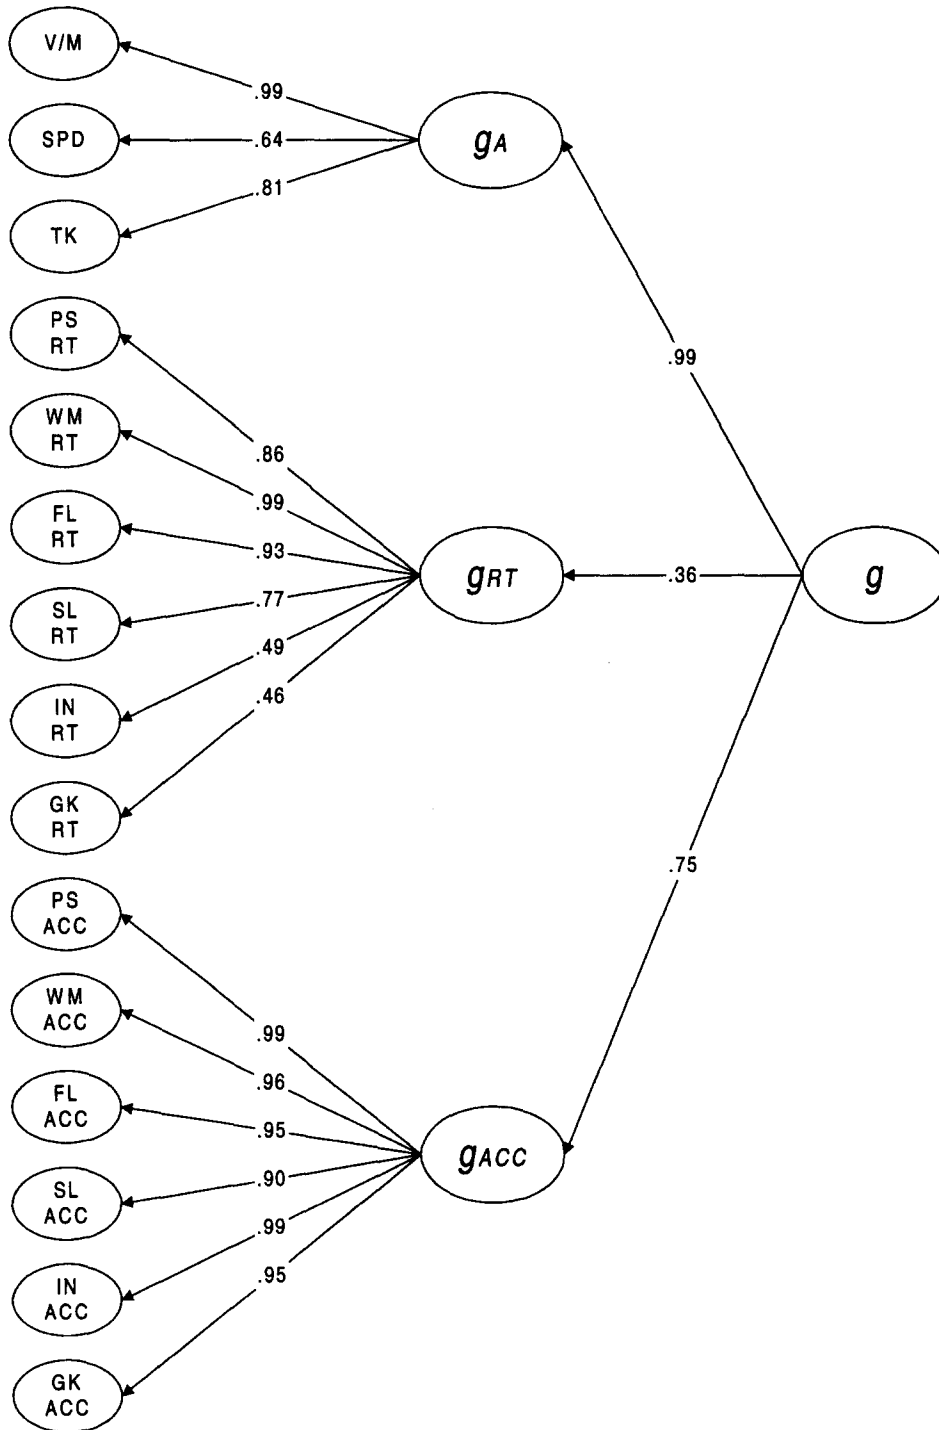 V/M
.99
SPD
.64
gA
.81
TK
PS
RT
.99
WM
RT
.86
.99
FL
RT
.93
gRT
.36
g
SL
RT
.77
.49
IN
RT
.46
GK
RT
.75
PS
ACC
WM
ACC
.99
.96
FL
ACC
.95
gACC
SL
ACC
.90
.99
IN
ACC
.95
GK
ACC